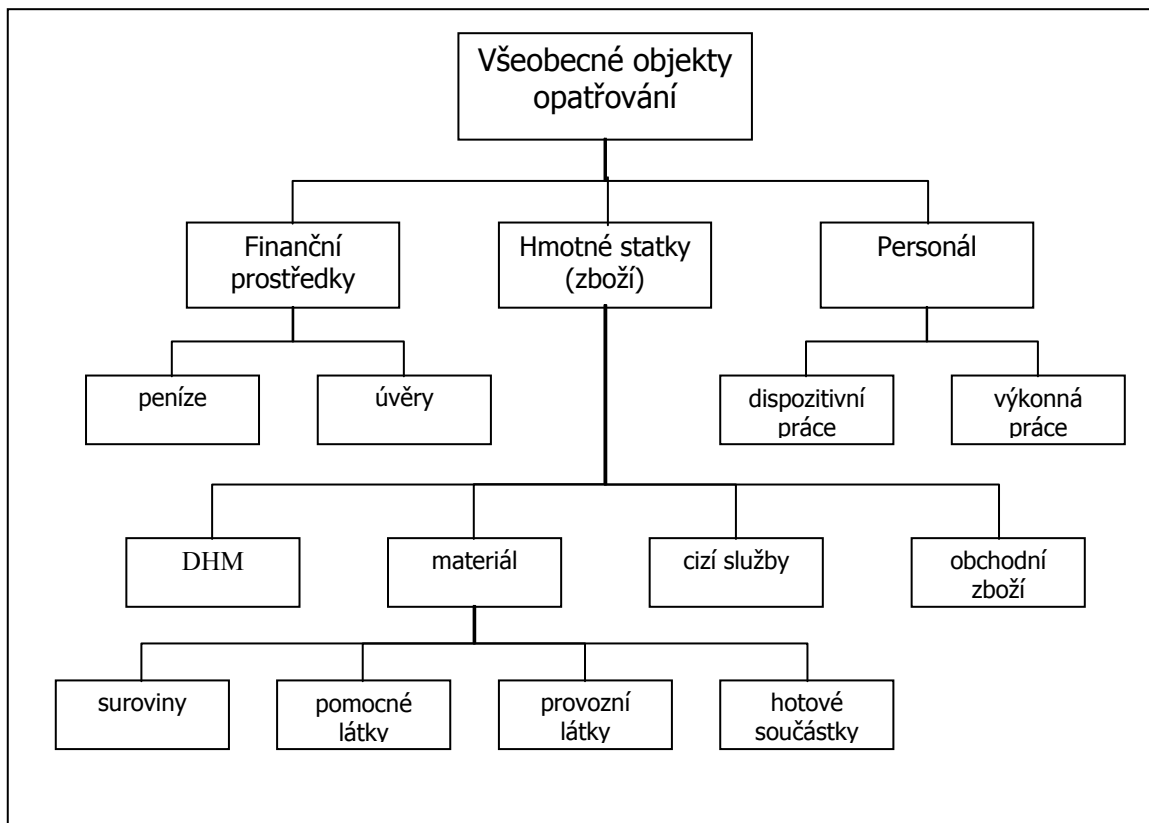 Všeobecné objekty
opatřování
Finanční
prostředky
Hmotné statky
(zboží)
Personál
peníze
úvěry
dispozitivní
práce
výkonná
práce
DHM
materiál
cizí služby
obchodní
zboží
suroviny
pomocné
látky
provozní
látky
hotové
součástky